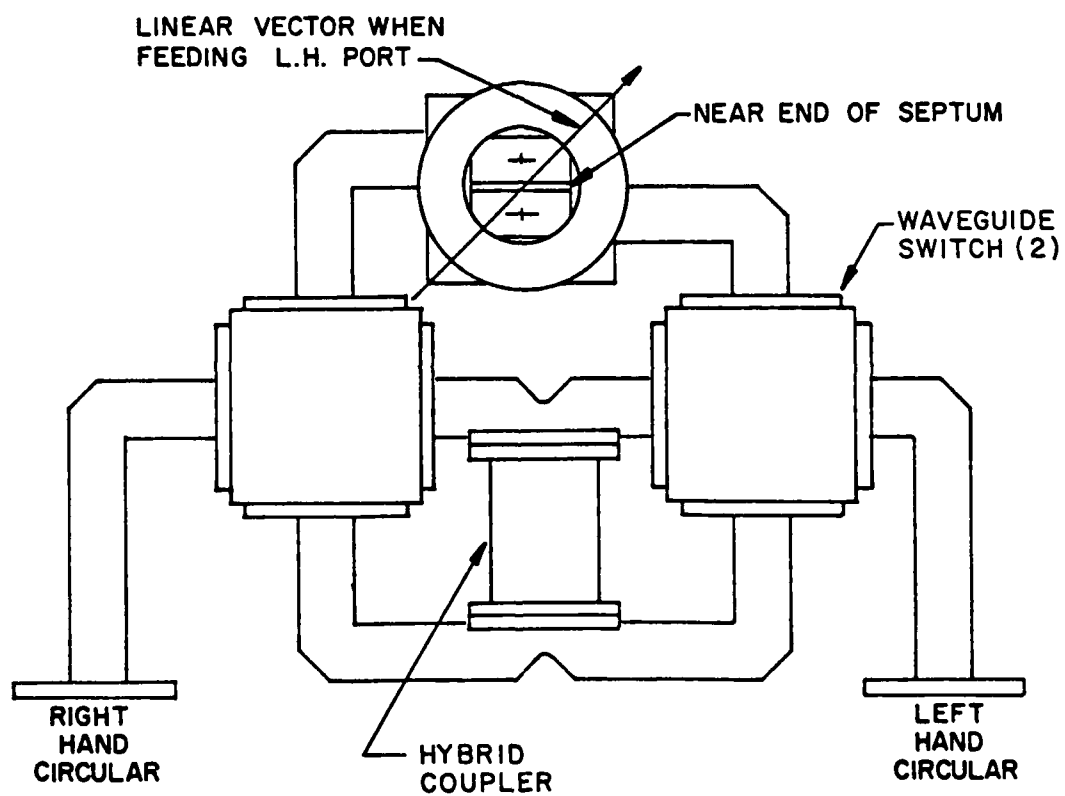 LINEAR VECTOR WHEN
FEEDING L.H. PORT
NEAR END OF SEPTUM
WAVEGUIDE
SWITCH (2)
RIGHT
HAND
CIRCULAR
HYBRID
COUPLER
LEFT
HAND
CIRCULAR